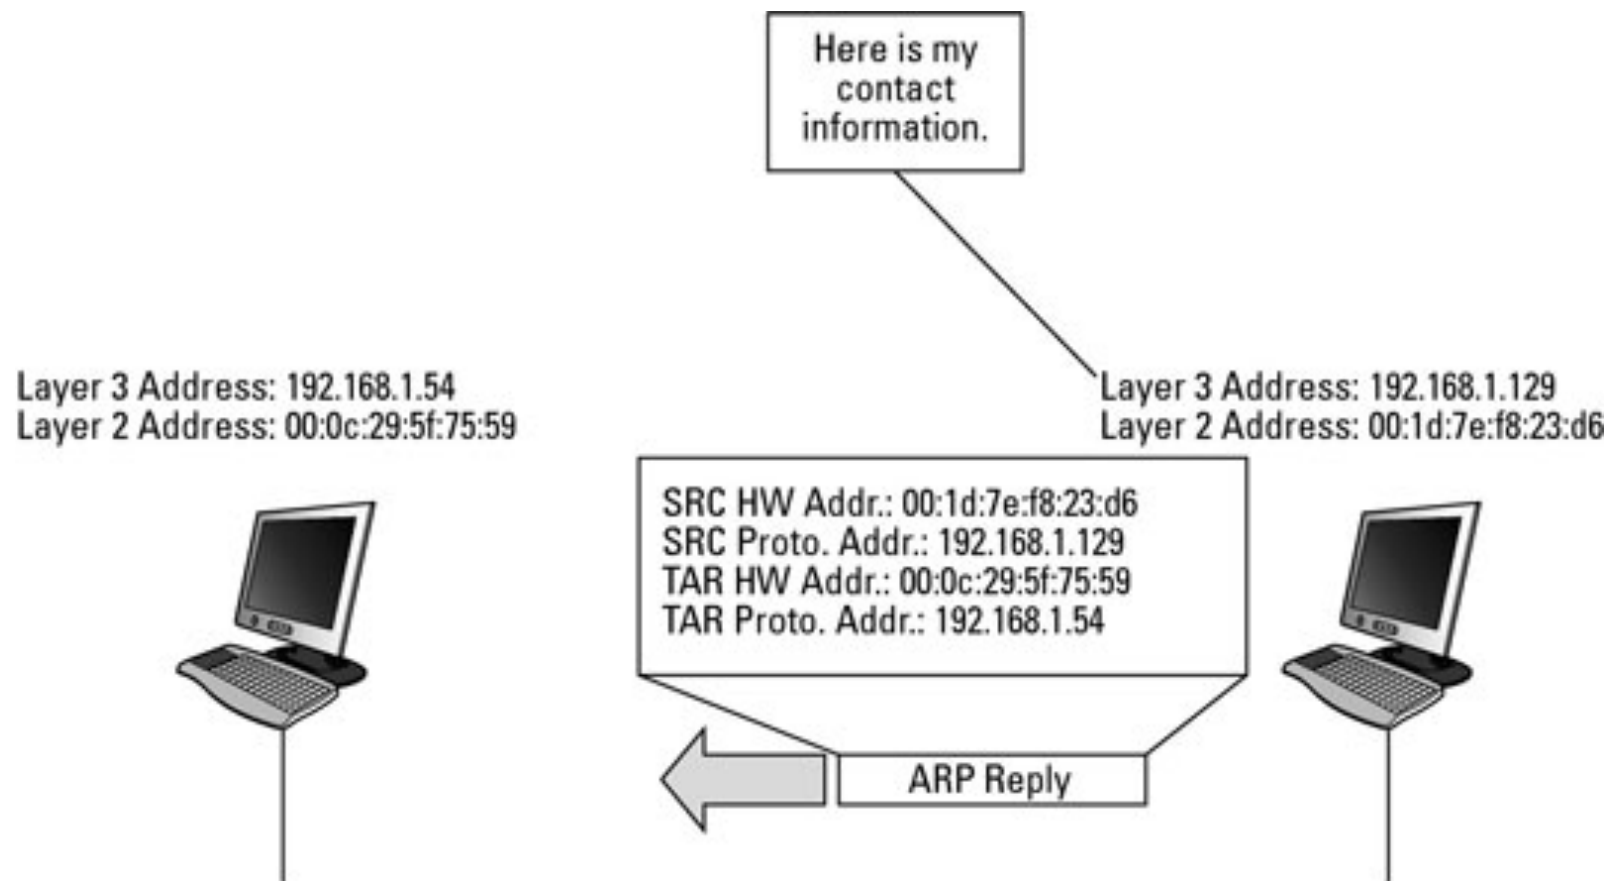 Here is my
contact
information.
Layer 3 Address: 192.168.1.54
Layer 2 Address: 00:0c:29:5f:75:59
Layer 3 Address: 192.168.1.129
Layer 2 Address: 00:1d:7e:f8:23:d6
SRC HW Addr.: 00:1d:7e:f8:23:d6
SRC Proto. Addr.: 192.168.1.129
TAR HW Addr.: 00:0c:29:5f:75:59
TAR Proto. Addr.: 192.168.1.54
ARP Reply